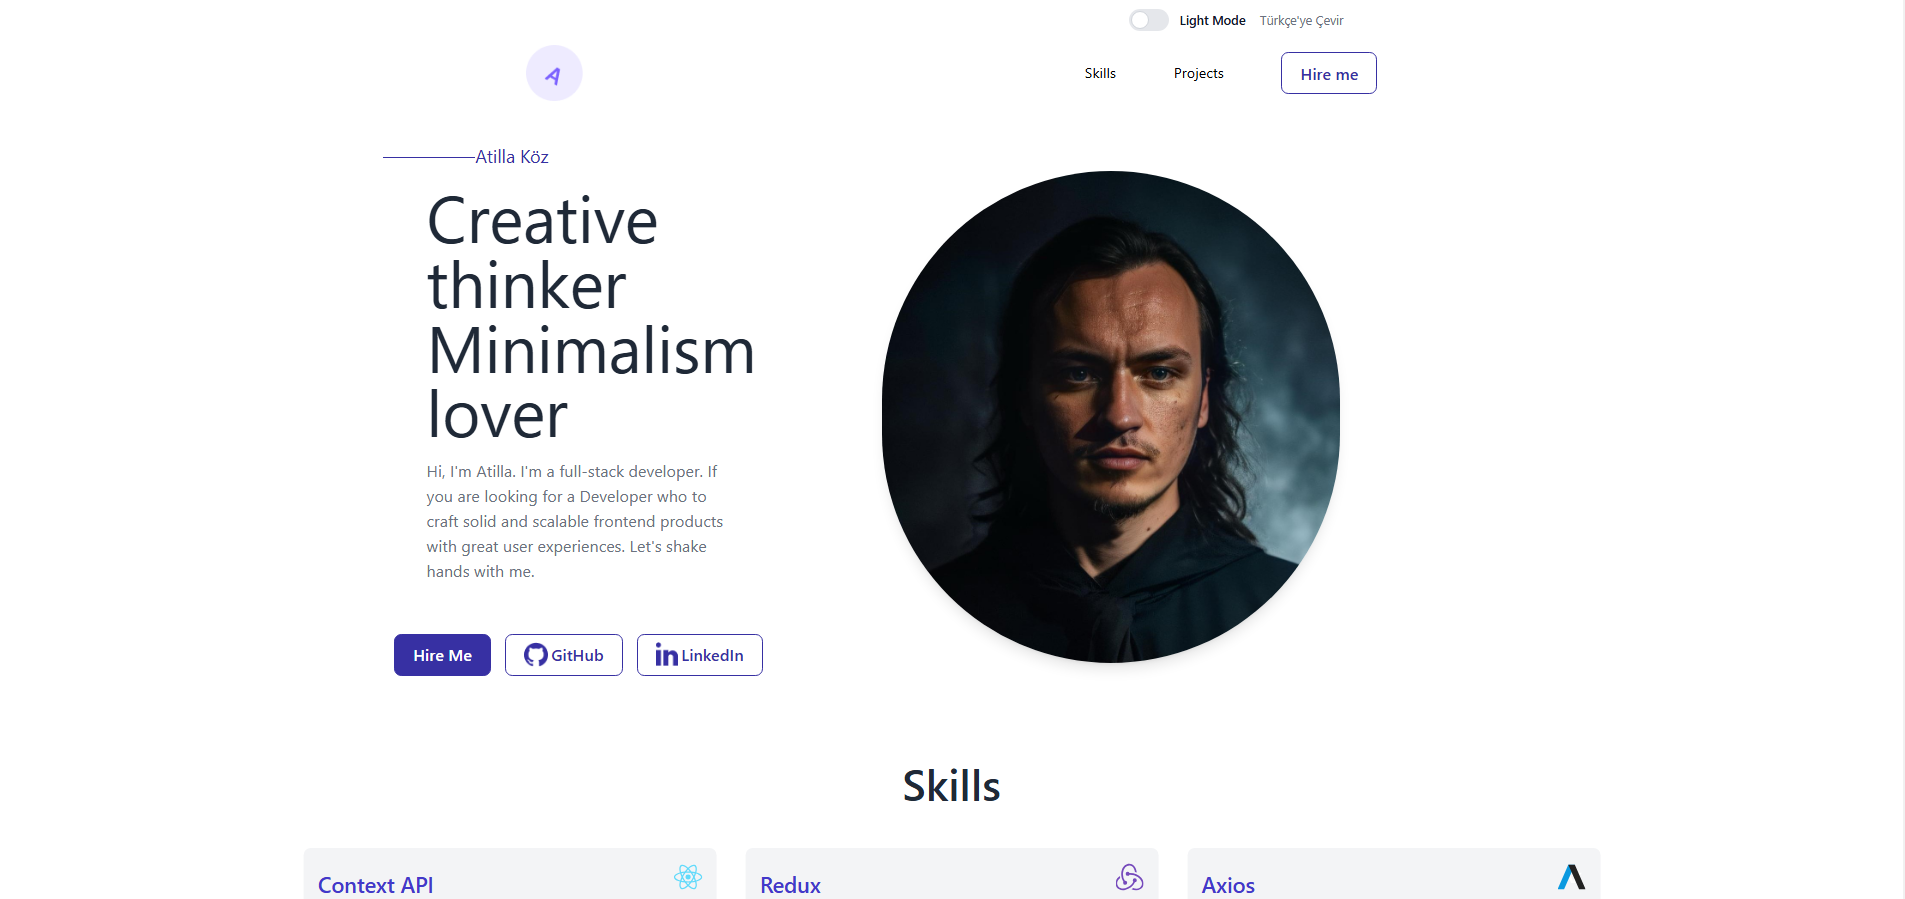 Light Mode Türkçe'ye Çevir
A
Skills Projects Hire me
Atilla Köz
Creative
thinker
Minimalism
lover
Hi, I'm Atilla. I'm a full-stack developer. If
you are looking for a Developer who to
craft solid and scalable frontend products
with great user experiences. Let's shake
hands with me.
Hire Me GitHub LinkedIn
Skills
Context API Redux Axios